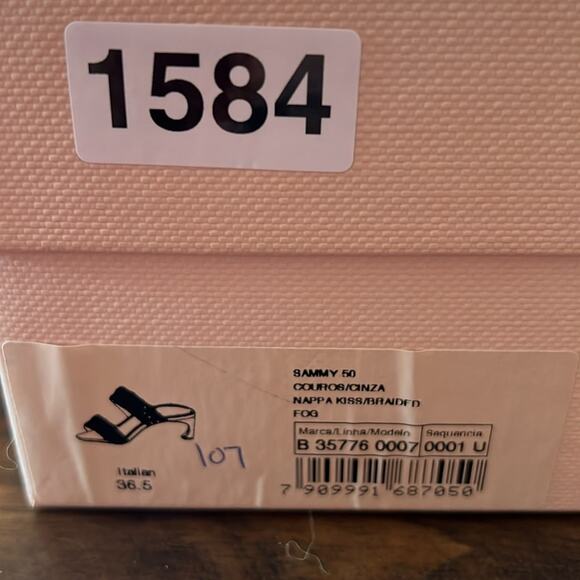 1584
SAMMY 50
COUROS/CINZA
NAPPA KISS/BRAIDED
FOG
Marca/Linha/Modelo Sequencia
B 35776 0007 0001 U
Italian
36.5
107
7 909991 687050